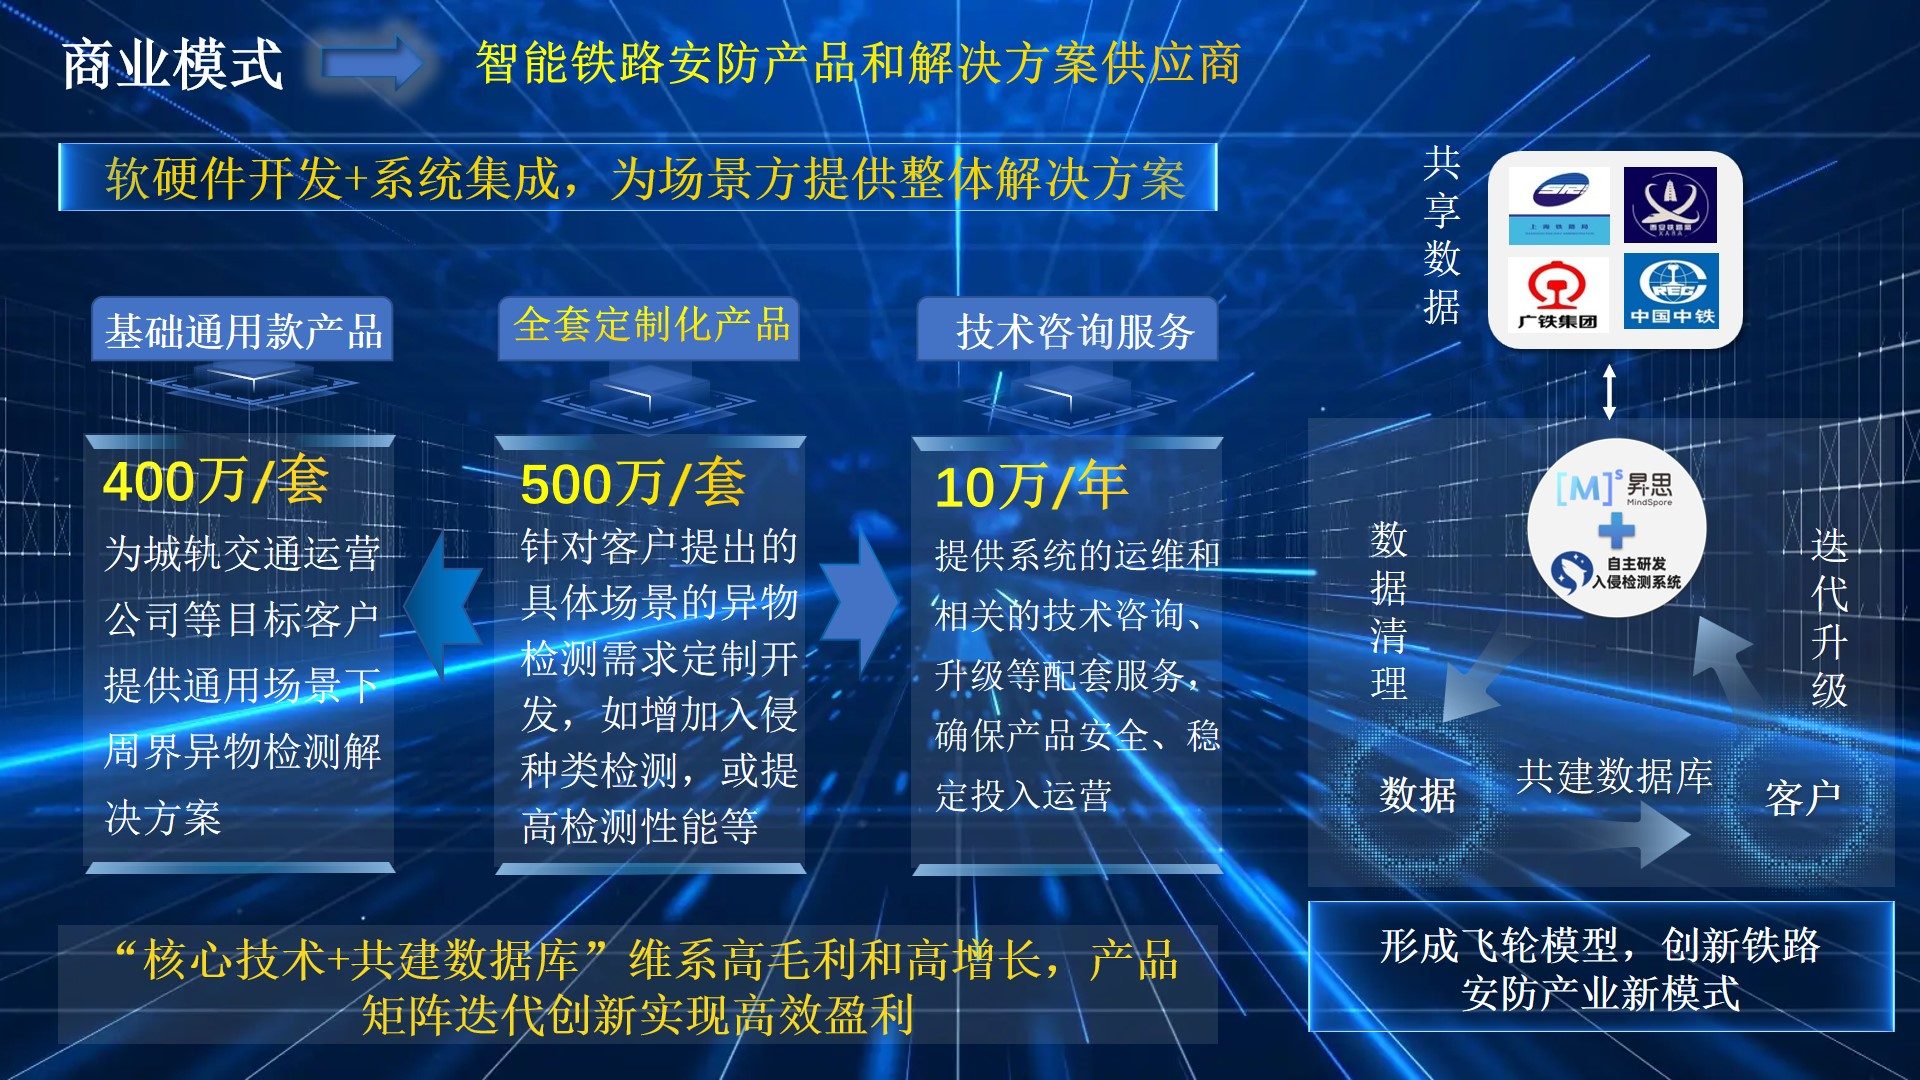 商业模式
智能铁路安防产品和解决方案供应商
软硬件开发+系统集成，为场景方提供整体解决方案
基础通用款产品
400万/套
为城轨交通运营
公司等目标客户
提供通用场景下
周界异物检测解
决方案
全套定制化产品
500万/套
针对客户提出的
具体场景的异物
检测需求定制开
发，如增加入侵
种类检测，或提
高检测性能等
技术咨询服务
10万/年
提供系统的运维和
相关的技术咨询、
升级等配套服务，
确保产品安全、稳
定投入运营
“核心技术+共建数据库”维系高毛利和高增长，产品
矩阵迭代创新实现高效盈利
共享数据
上海铁路局
西安铁路局
XARA
广铁集团
CREC
中国中铁
[M]s 昇思
MindSpore
自主研发
入侵检测系统
数据清理
迭代升级
数据
共建数据库
客户
形成飞轮模型，创新铁路
安防产业新模式